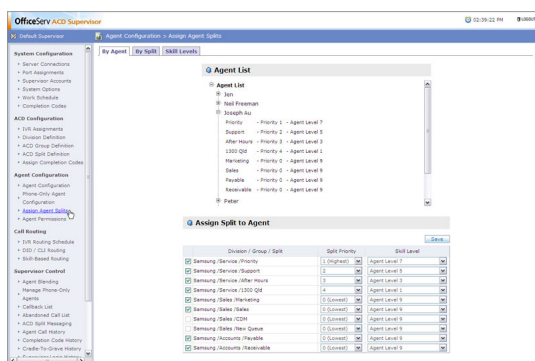 OfficeServ ACD Supervisor
02:39:22 PM
LOGOUT
Default Supervisor
Agent Configuration > Assign Agent Splits
System Configuration
Server Connections
Port Assignments
Supervisor Accounts
System Options
Work Schedule
Completion Codes
ACD Configuration
IVR Assignments
Division Definition
ACD Group Definition
ACD Split Definition
Assign Completion Codes
Agent Configuration
Agent Configuration
Phone-Only Agent
Configuration
Assign Agent Splits
Agent Permissions
Call Routing
IVR Routing Schedule
DID / CLI Routing
Skill-Based Routing
Supervisor Control
Agent Blending
Manage Phone-Only
Agents
Callback List
Abandoned Call List
ACD Split Messaging
Agent Call History
Completion Code History
Cradle-To-Grave History
Supervisor Login History
By Agent By Split Skill Levels
Agent List
Agent List
Jen
Neil Freeman
Joseph Au
Priority - Priority 1 - Agent Level 7
Support - Priority 2 - Agent Level 5
After Hours - Priority 3 - Agent Level 3
1300 Qld - Priority 4 - Agent Level 1
Marketing - Priority 0 - Agent Level 9
Sales - Priority 0 - Agent Level 9
Payable - Priority 0 - Agent Level 9
Receivable - Priority 0 - Agent Level 9
Peter
Assign Split to Agent
Save
Division / Group / Split Split Priority Skill Level
Samsung /Service /Priority 1 (Highest) Agent Level 7
Samsung /Service /Support 2 Agent Level 5
Samsung /Service /After Hours 3 Agent Level 3
Samsung /Service /1300 Qld 4 Agent Level 1
Samsung /Sales /Marketing 0 (Lowest) Agent Level 9
Samsung /Sales /Sales 0 (Lowest) Agent Level 9
Samsung /Sales /CDM 0 (Lowest) Agent Level 9
Samsung /Sales /New Queue 0 (Lowest) Agent Level 9
Samsung /Accounts /Payable 0 (Lowest) Agent Level 9
Samsung /Accounts /Receivable 0 (Lowest) Agent Level 9